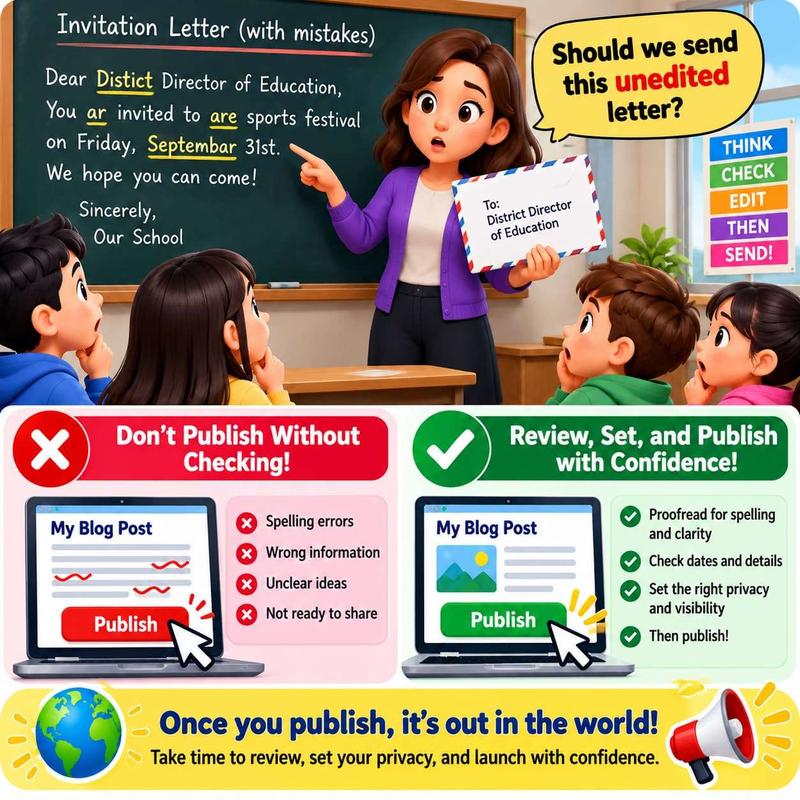 Invitation Letter (with mistakes)
Dear Distict Director of Education,
You ar invited to are sports festival
on Friday, Septembar 31st.
We hope you can come!
Sincerely,
Our School
Should we send
this unedited
letter?
To:
District Director
of Education
THINK
CHECK
EDIT
THEN
SEND!
Don't Publish Without
Checking!
My Blog Post
Publish
Spelling errors
Wrong information
Unclear ideas
Not ready to share
Review, Set, and Publish
with Confidence!
My Blog Post
Publish
Proofread for spelling
and clarity
Check dates and details
Set the right privacy
and visibility
Then publish!
Once you publish, it's out in the world!
Take time to review, set your privacy, and launch with confidence.